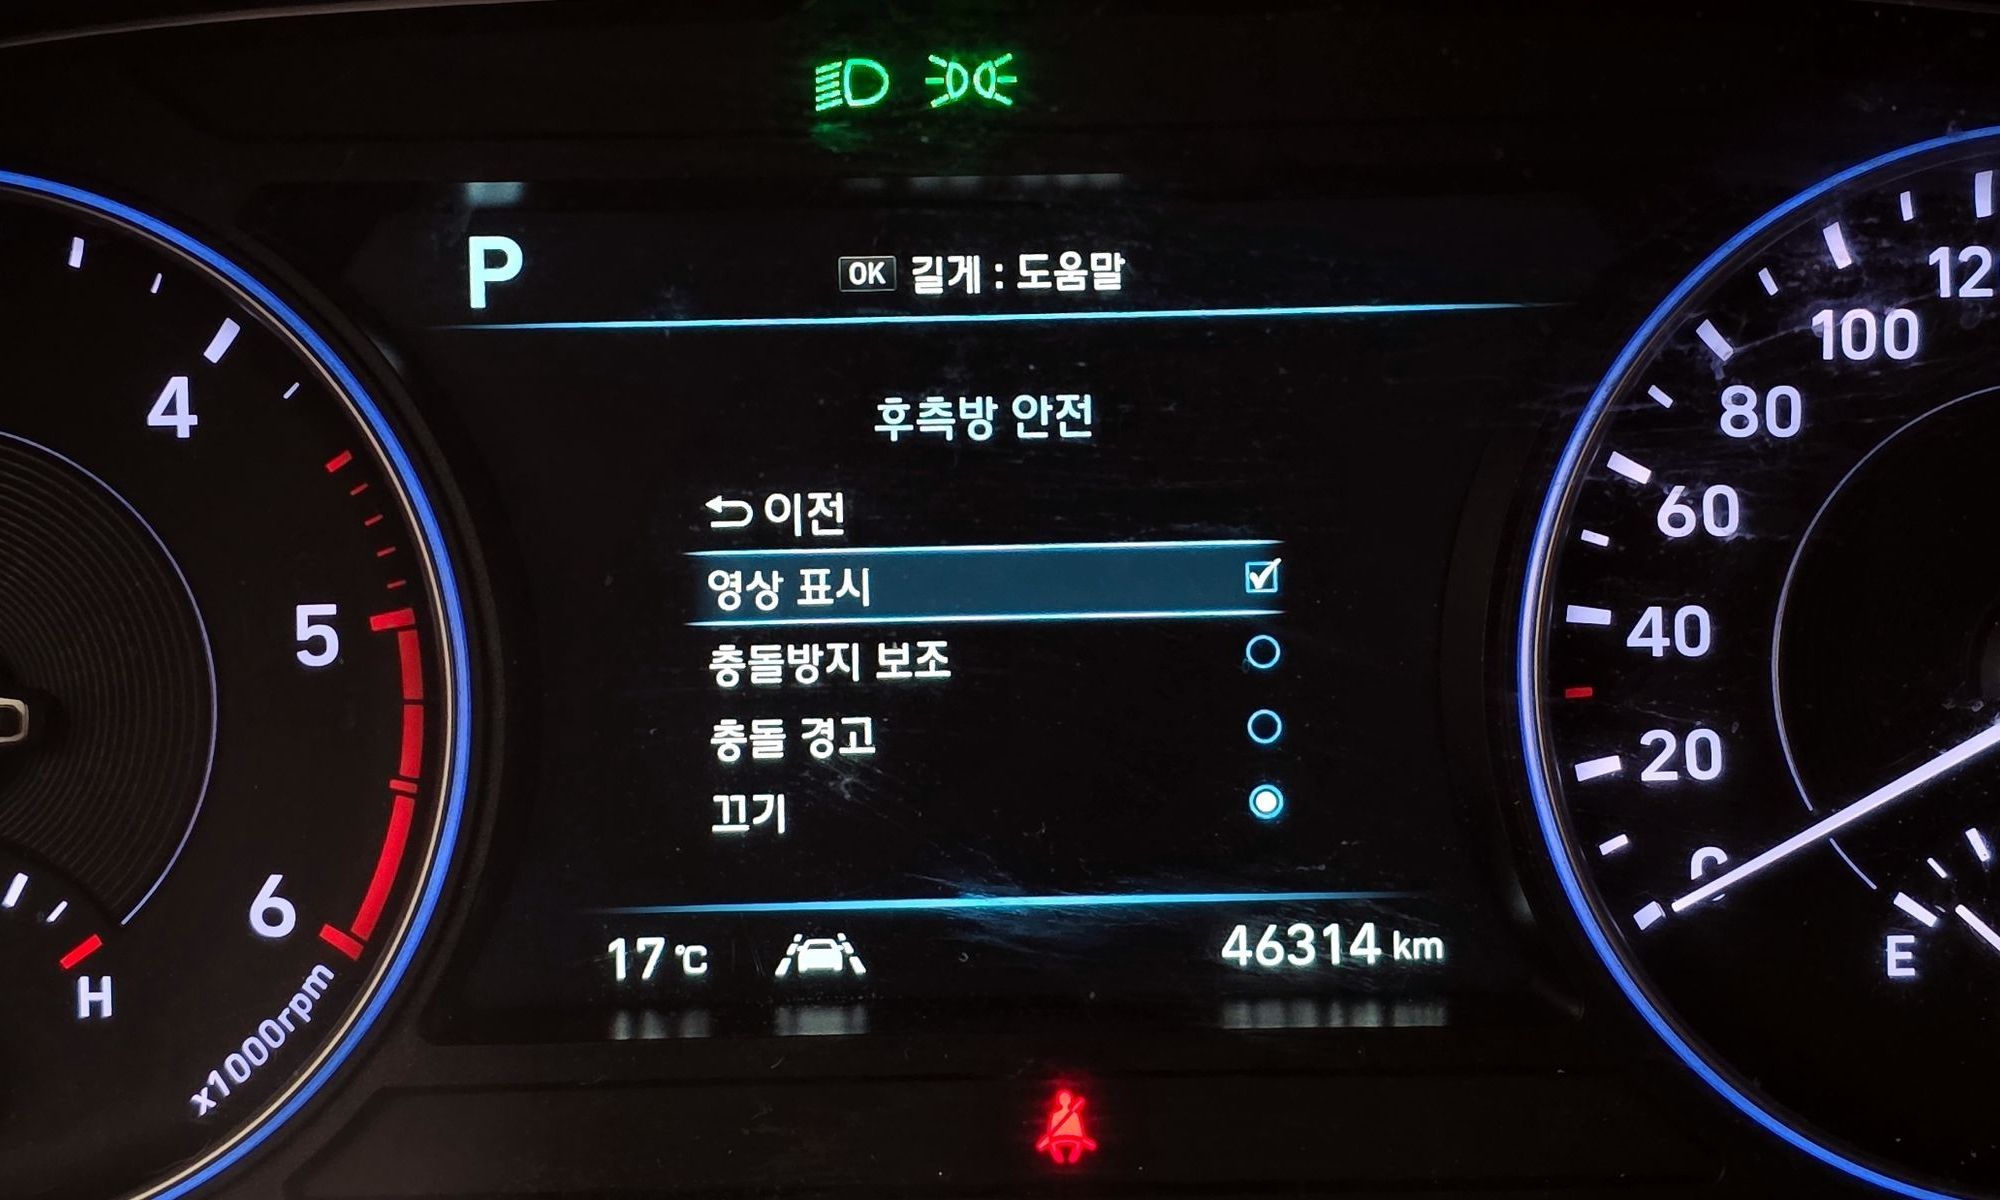 P
OK 길게 : 도움말
후측방 안전
이전
영상 표시
충돌방지 보조
충돌 경고
끄기
17 ℃
46314 km
4
5
6
x1000rpm
H
100
80
60
40
20
0
E